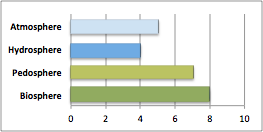 Atmosphere
Hydrosphere
Pedosphere
Biosphere
0 2 4 6 8 10